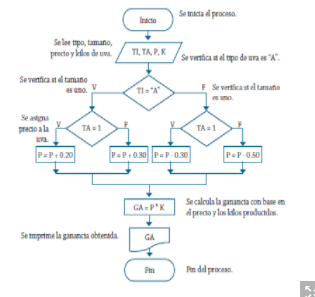 Inicio
Se inicia el proceso.
Se lee tipo, tamaño,
precio y kilos de uva.
TI, TA, P, K
Se verifica si el tipo
de uva es "A".
Se verifica si el tamaño
es uno.
V
TI = "A"
F
Se verifica si el tamaño
es uno.
Se asigna
precio a la
uva.
V
TA = 1
F
V
TA = 1
F
P = P + 0.20
P = P + 0.30
P = P - 0.30
P = P - 0.50
GA = P * K
Se calcula la ganancia con base en
el precio y los kilos producidos.
Se imprime la ganancia obtenida.
GA
Fin
Fin del proceso.